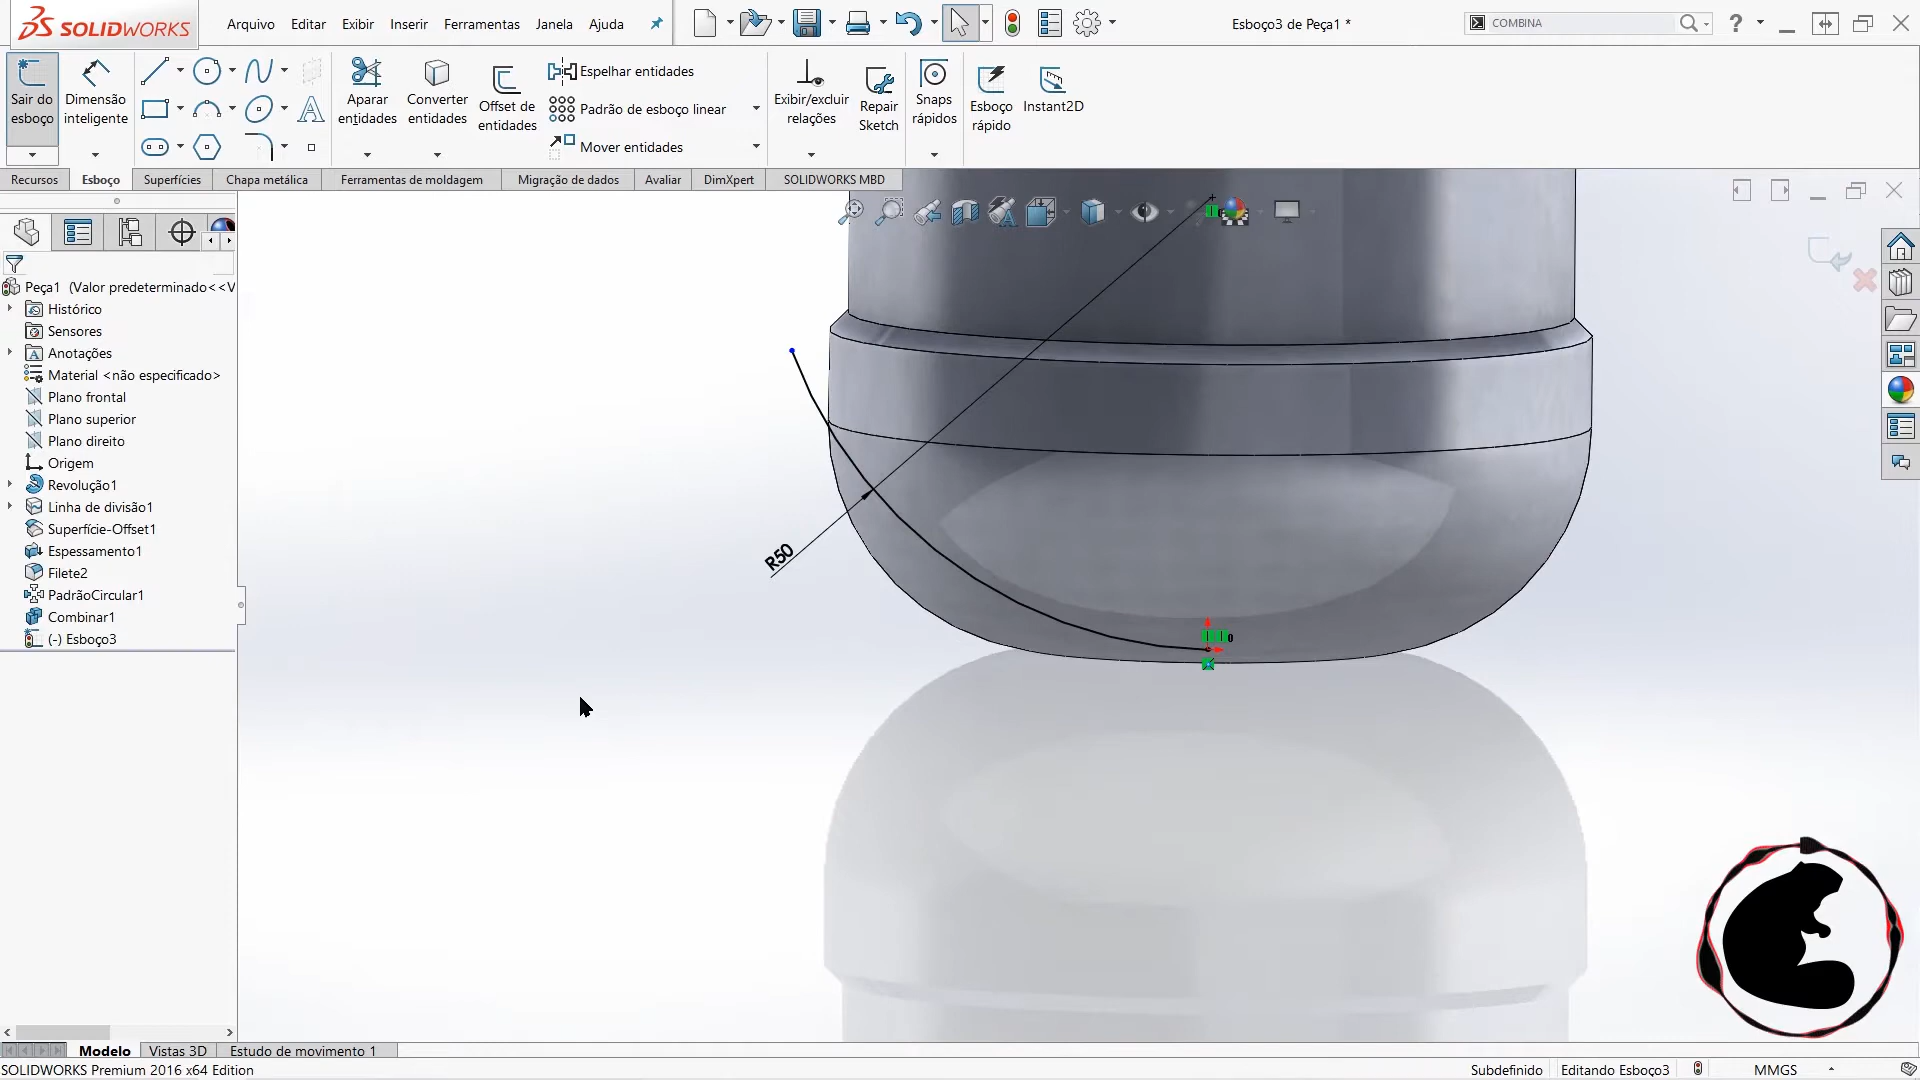 SOLIDWORKS
Arquivo Editar Exibir Inserir Ferramentas Janela Ajuda
Esboço3 de Peça1 *
COMBINA
?
Sair do esboço
Dimensão inteligente
Aparar entidades
Converter entidades
Offset de entidades
Espelhar entidades
Padrão de esboço linear
Mover entidades
Exibir/excluir relações
Repair Sketch
Snaps rápidos
Esboço rápido
Instant2D
Recursos Esboço Superfícies Chapa metálica Ferramentas de moldagem Migração de dados Avaliar DimXpert SOLIDWORKS MBD
Peça1 (Valor predeterminado<<V
Histórico
Sensores
Anotações
Material <não especificado>
Plano frontal
Plano superior
Plano direito
Origem
Revolução1
Linha de divisão1
Superfície-Offset1
Espessamento1
Filete2
PadrãoCircular1
Combinar1
(-) Esboço3
R50
0
Modelo Vistas 3D Estudo de movimento 1
SOLIDWORKS Premium 2016 x64 Edition
Subdefinido Editando Esboço3 MMGS